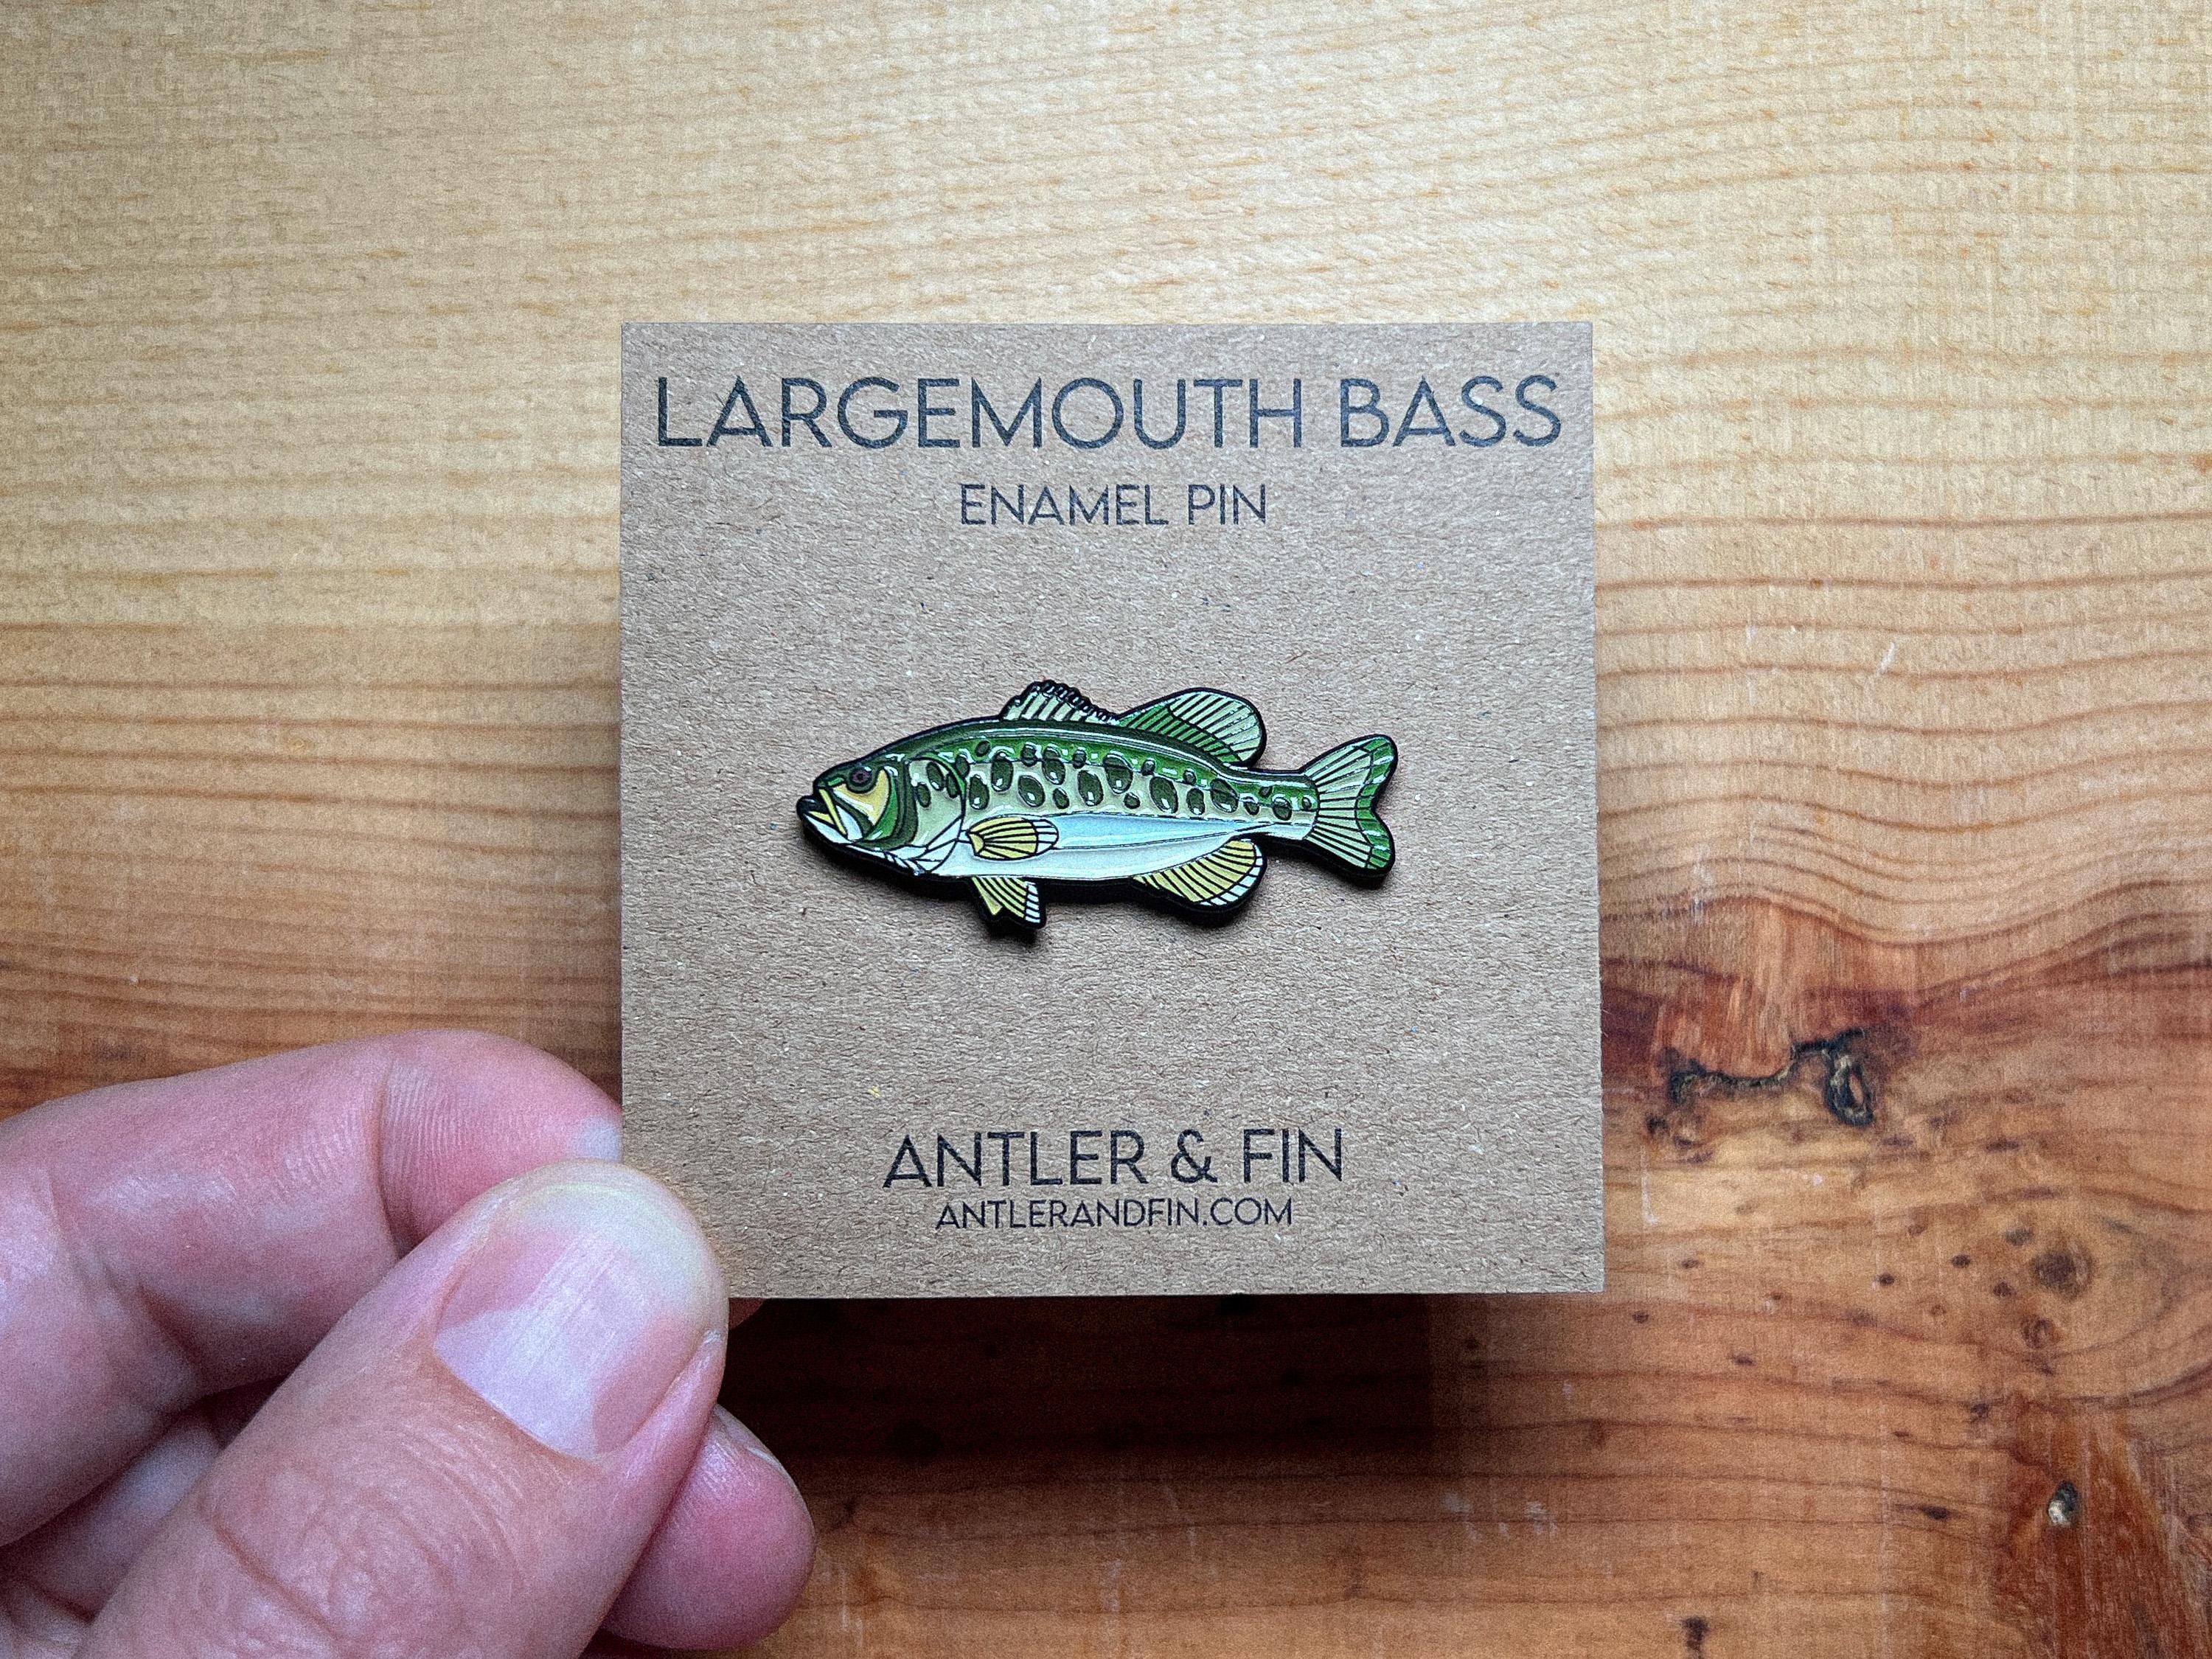 LARGEMOUTH BASS
ENAMEL PIN
ANTLER & FIN
ANTLERANDFIN.COM